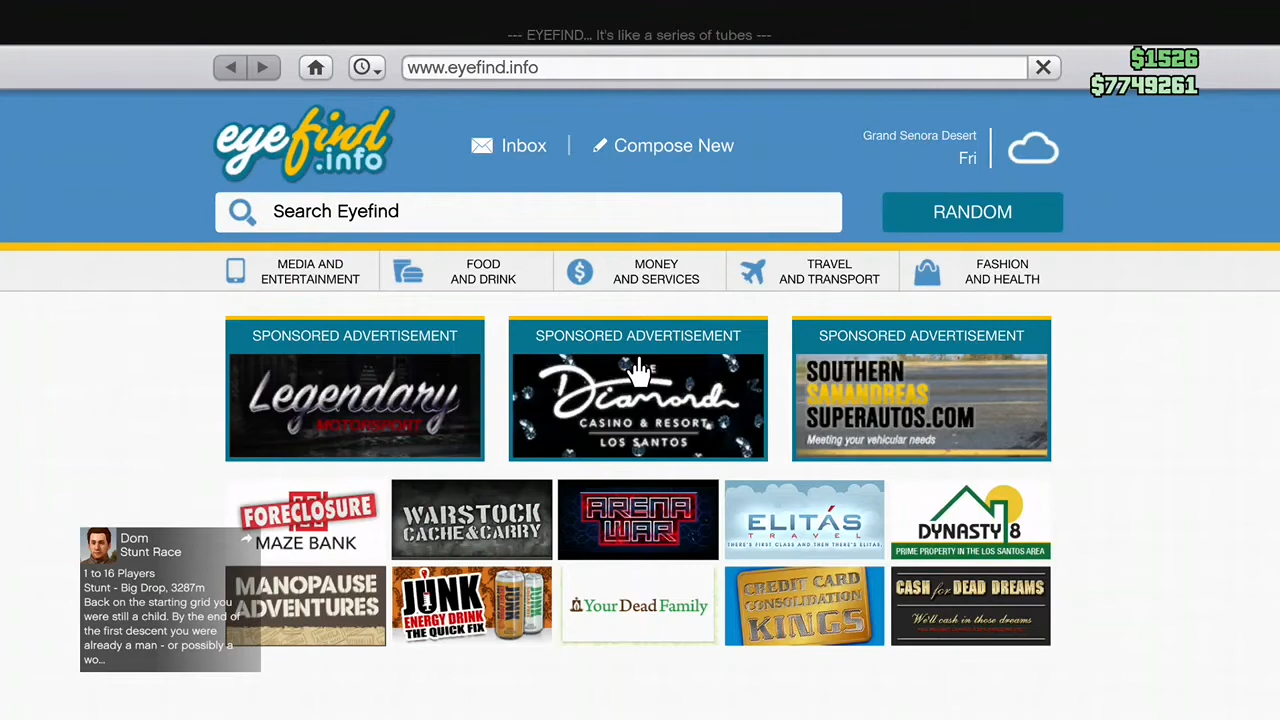 --- EYEFIND... It's like a series of tubes ---
www.eyefind.info
$1526
$7749261
eyefind
.info
Inbox
Compose New
Grand Senora Desert
Fri
Search Eyefind
RANDOM
MEDIA AND
ENTERTAINMENT
FOOD
AND DRINK
MONEY
AND SERVICES
TRAVEL
AND TRANSPORT
FASHION
AND HEALTH
SPONSORED ADVERTISEMENT
Legendary
MOTORSPORT
SPONSORED ADVERTISEMENT
Diamond
CASINO & RESORT
LOS SANTOS
SPONSORED ADVERTISEMENT
SOUTHERN
SANANDREAS
SUPERAUTOS.COM
Meeting your vehicular needs
FORECLOSURE
MAZE BANK
WARSTOCK
CACHE & CARRY
ARENA
WAR
ELITÁS
TRAVEL
THERE'S FIRST CLASS AND THEN THERE'S ELITAS.
DYNASTY 8
PRIME PROPERTY IN THE LOS SANTOS AREA
MANOPAUSE
ADVENTURES
JUNK
ENERGY DRINK
THE QUICK FIX
YourDeadFamily
CREDIT CARD
CONSOLIDATION
KINGS
CASH for DEAD DREAMS
We'll cash in those dreams
Dom
Stunt Race
1 to 16 Players
Stunt - Big Drop, 3287m
Back on the starting grid you
were still a child. By the end of
the first descent you were
already a man - or possibly a
wo...